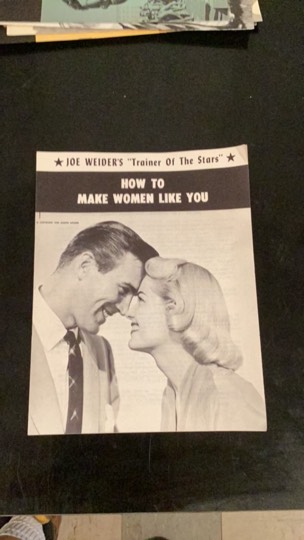 ★ JOE WEIDER'S "Trainer Of The Stars" ★
HOW TO
MAKE WOMEN LIKE YOU